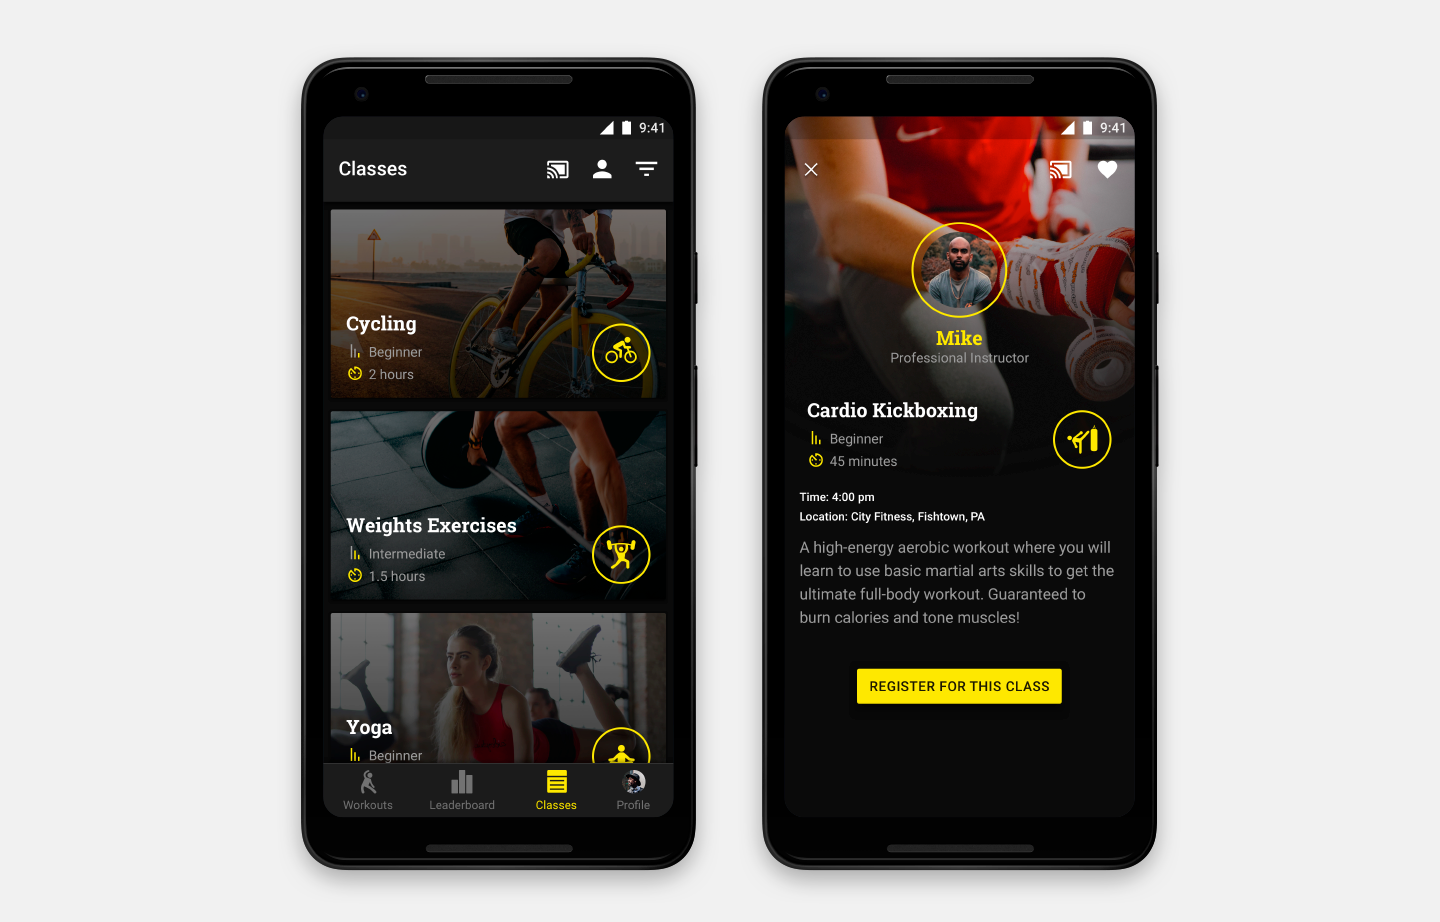 9:41
Classes
Cycling
Beginner
2 hours
Weights Exercises
Intermediate
1.5 hours
Yoga
Beginner
Workouts
Leaderboard
Classes
Profile
9:41
Mike
Professional Instructor
Cardio Kickboxing
Beginner
45 minutes
Time: 4:00 pm
Location: City Fitness, Fishtown, PA
A high-energy aerobic workout where you will
learn to use basic martial arts skills to get the
ultimate full-body workout. Guaranteed to
burn calories and tone muscles!
REGISTER FOR THIS CLASS